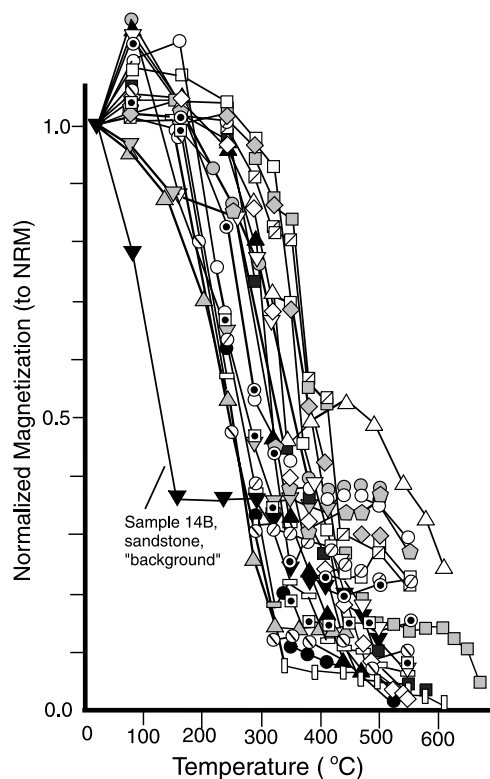 Normalized Magnetization (to NRM)
1.0
0.5
0.0
Sample 14B,
sandstone,
"background"
0 100 200 300 400 500 600
Temperature ( °C)